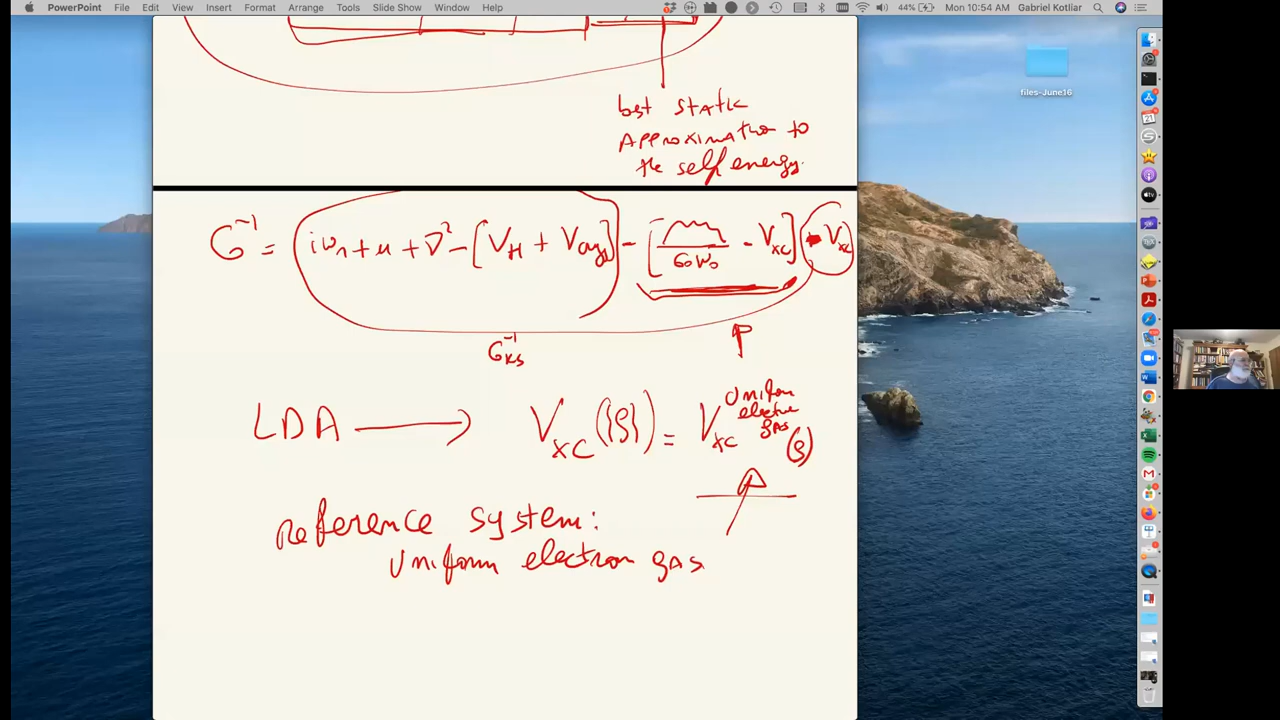 PowerPoint File Edit View Insert Format Arrange Tools Slide Show Window Help 44% Mon 10:54 AM Gabriel Kotliar
files-June16
best static
Approximation to
the self energy.
G⁻¹ = (iωn + μ + ∇² - [V_H + V_ ]) - [ G₀W₀ - V_xc] - V_xc
G_KS⁻¹
LDA → V_xc({ρ}) = V_xc^Uniform electron gas (ρ)
Reference system:
Uniform electron gas